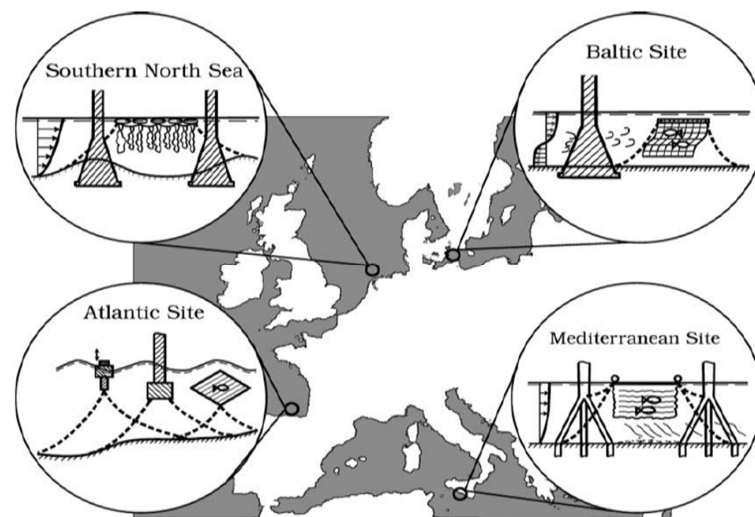 Southern North Sea
Baltic Site
Atlantic Site
Mediterranean Site